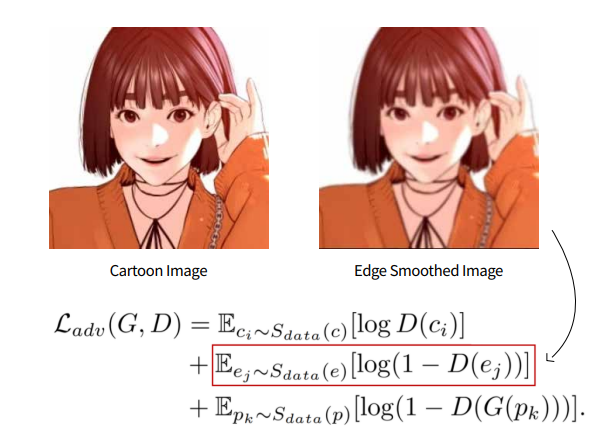 Cartoon Image
Edge Smoothed Image
$\mathcal{L}_{adv}(G, D) = \mathbb{E}_{c_i \sim S_{data}(c)}[\log D(c_i)]$
$+ \mathbb{E}_{e_j \sim S_{data}(e)}[\log(1 - D(e_j))]$
$+ \mathbb{E}_{p_k \sim S_{data}(p)}[\log(1 - D(G(p_k)))].$